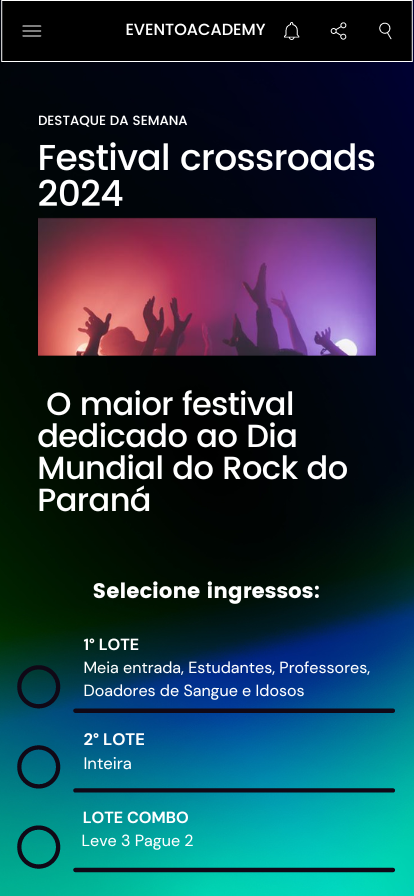 EVENTOACADEMY
DESTAQUE DA SEMANA
Festival crossroads
2024
O maior festival
dedicado ao Dia
Mundial do Rock do
Paraná
Selecione ingressos:
1° LOTE
Meia entrada, Estudantes, Professores,
Doadores de Sangue e Idosos
2° LOTE
Inteira
LOTE COMBO
Leve 3 Pague 2